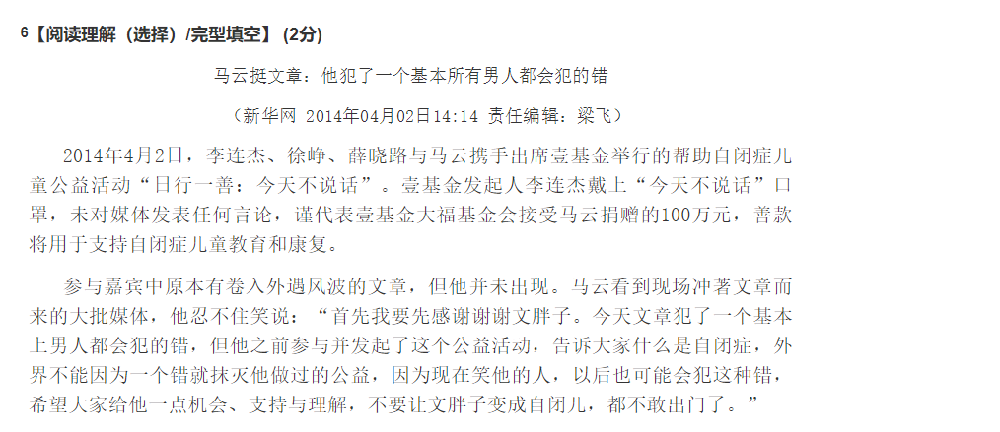 6【阅读理解（选择）/完型填空】 (2分)
马云挺文章：他犯了一个基本所有男人都会犯的错
（新华网 2014年04月02日14:14 责任编辑：梁飞）
2014年4月2日，李连杰、徐峥、薛晓路与马云携手出席壹基金举行的帮助自闭症儿
童公益活动“日行一善：今天不说话”。壹基金发起人李连杰戴上“今天不说话”口
罩，未对媒体发表任何言论，谨代表壹基金大福基金会接受马云捐赠的100万元，善款
将用于支持自闭症儿童教育和康复。
参与嘉宾中原本有卷入外遇风波的文章，但他并未出现。马云看到现场冲著文章而
来的大批媒体，他忍不住笑说：“首先我要先感谢谢谢文胖子。今天文章犯了一个基本
上男人都会犯的错，但他之前参与并发起了这个公益活动，告诉大家什么是自闭症，外
界不能因为一个错就抹灭他做过的公益，因为现在笑他的人，以后也可能会犯这种错，
希望大家给他一点机会、支持与理解，不要让文胖子变成自闭儿，都不敢出门了。”